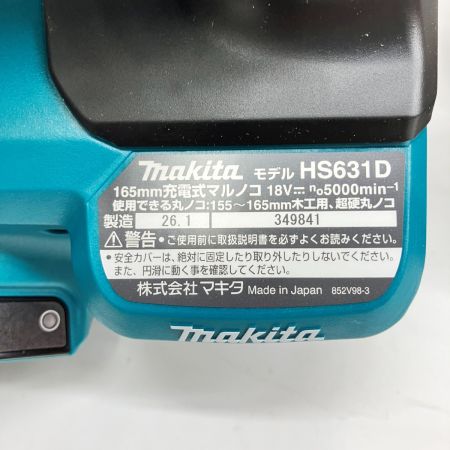 makita モデル HS631D
165mm充電式マルノコ 18V⎓ n₀5000min⁻¹
使用できる丸ノコ:155～165mm木工用、超硬丸ノコ
製造 26.1 349841
⚠警告 ●ご使用前に取扱説明書を必ずよくお読みください。
●安全カバーは、絶対に固定したり取り外したりしないでください。
また、円滑に動く事を確認してください。
株式会社マキタ Made in Japan 852V98-3
makita